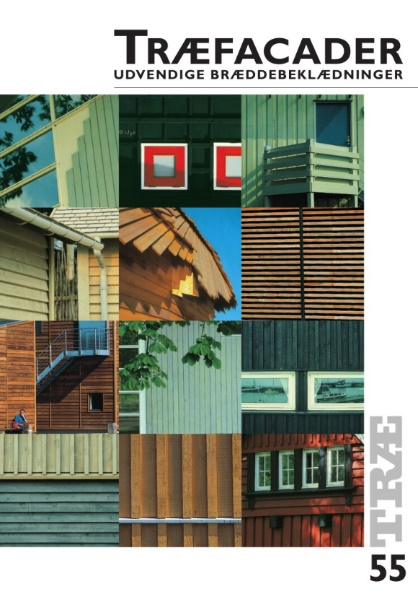 TRÆFACADER
UDVENDIGE BRÆDDEBEKLÆDNINGER
TRÆ
55